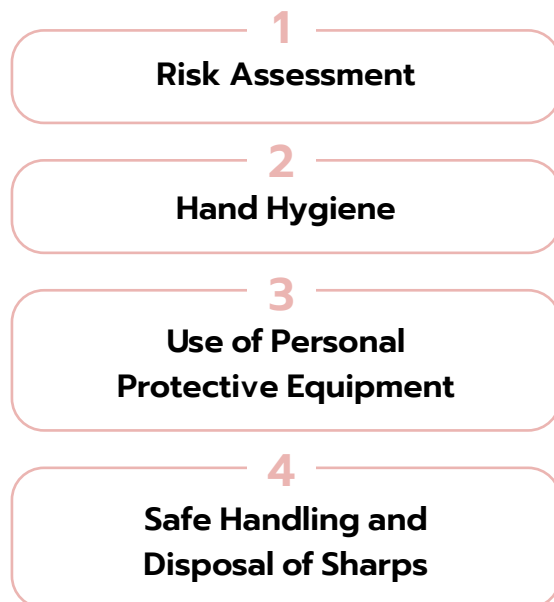 1
Risk Assessment
2
Hand Hygiene
3
Use of Personal
Protective Equipment
4
Safe Handling and
Disposal of Sharps